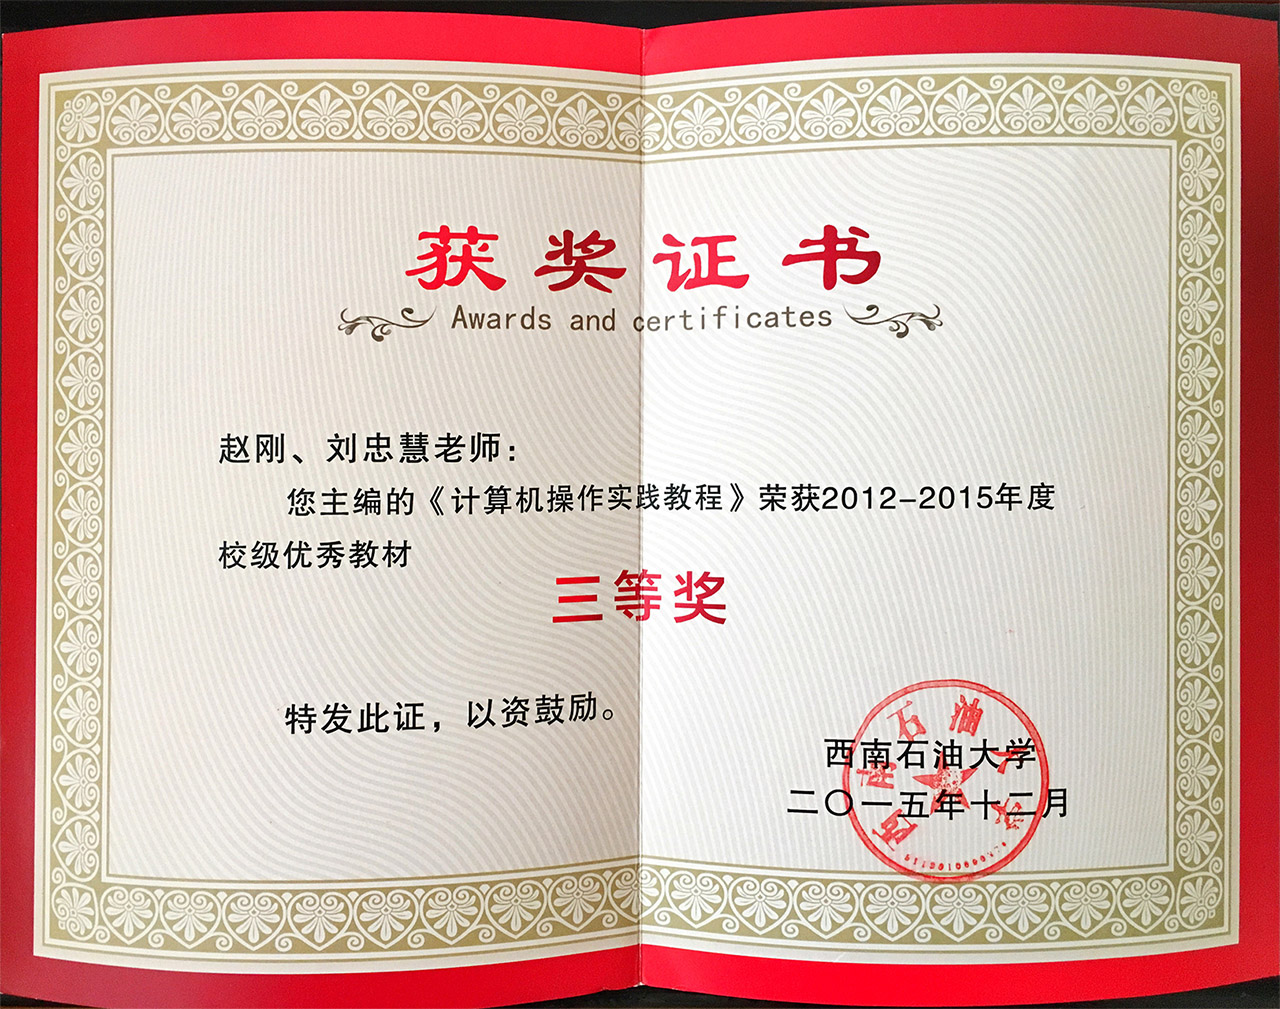 获奖证书
Awards and certificates
赵刚、刘忠慧老师：
您主编的《计算机操作实践教程》荣获2012-2015年度
校级优秀教材
三等奖
特发此证，以资鼓励。
西南石油大学
二〇一五年十二月
西南石油大学